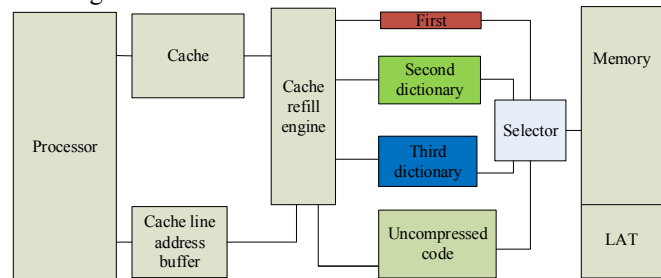 First
Cache
Memory
Second
dictionary
Cache
refill
engine
Selector
Processor
Third
dictionary
Cache line
address
buffer
Uncompressed
code
LAT